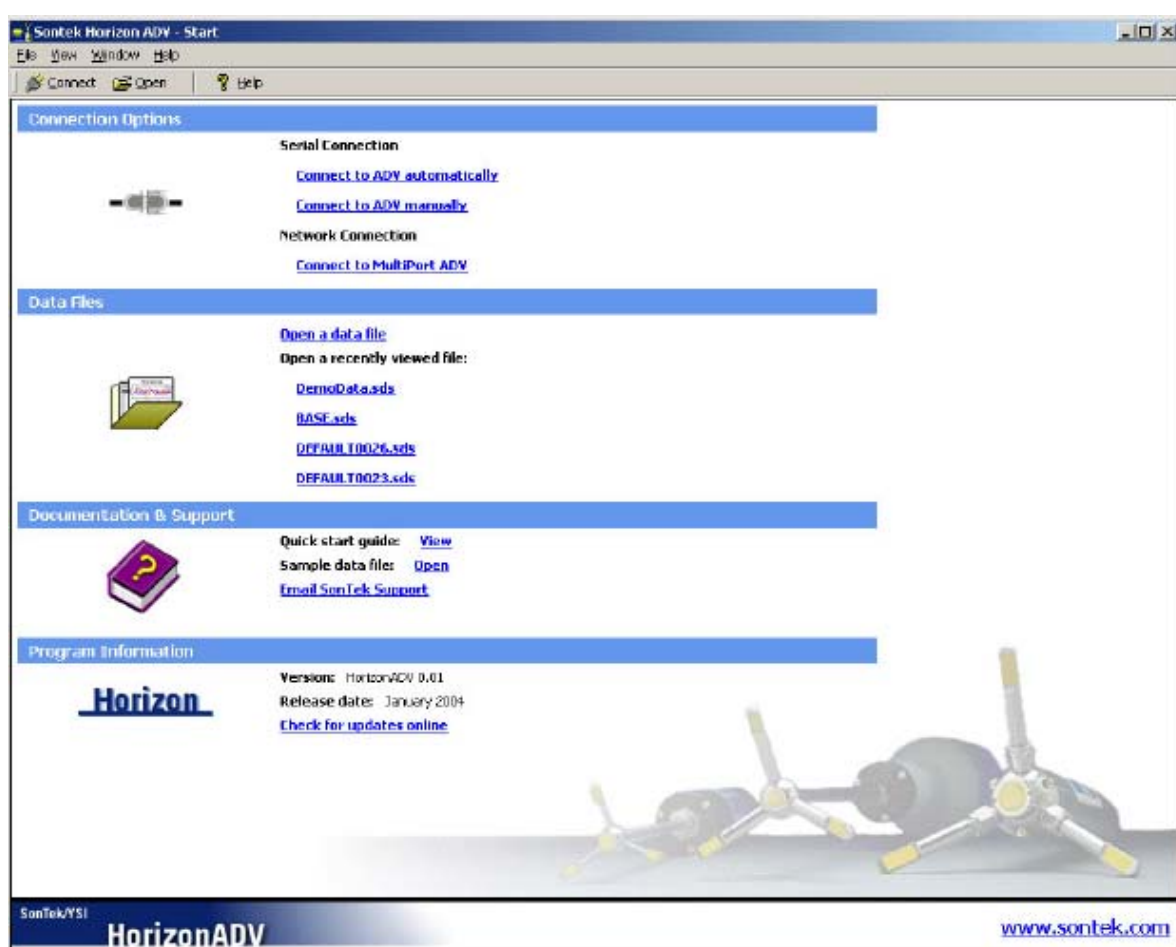 Sontek Horizon ADV - Start
File View Window Help
Connect Open Help
Connection Options
Serial Connection
Connect to ADV automatically
Connect to ADV manually
Network Connection
Connect to MultiPort ADV
Data Files
Open a data file
Open a recently viewed file:
DemoData.sds
BASE.sds
DEFAULT0026.sds
DEFAULT0023.sds
Documentation & Support
Quick start guide: View
Sample data file: Open
Email SonTek Support
Program Information
Horizon
Version: HorizonADV 0.01
Release date: January 2004
Check for updates online
SonTek/YSI
HorizonADV
www.sontek.com